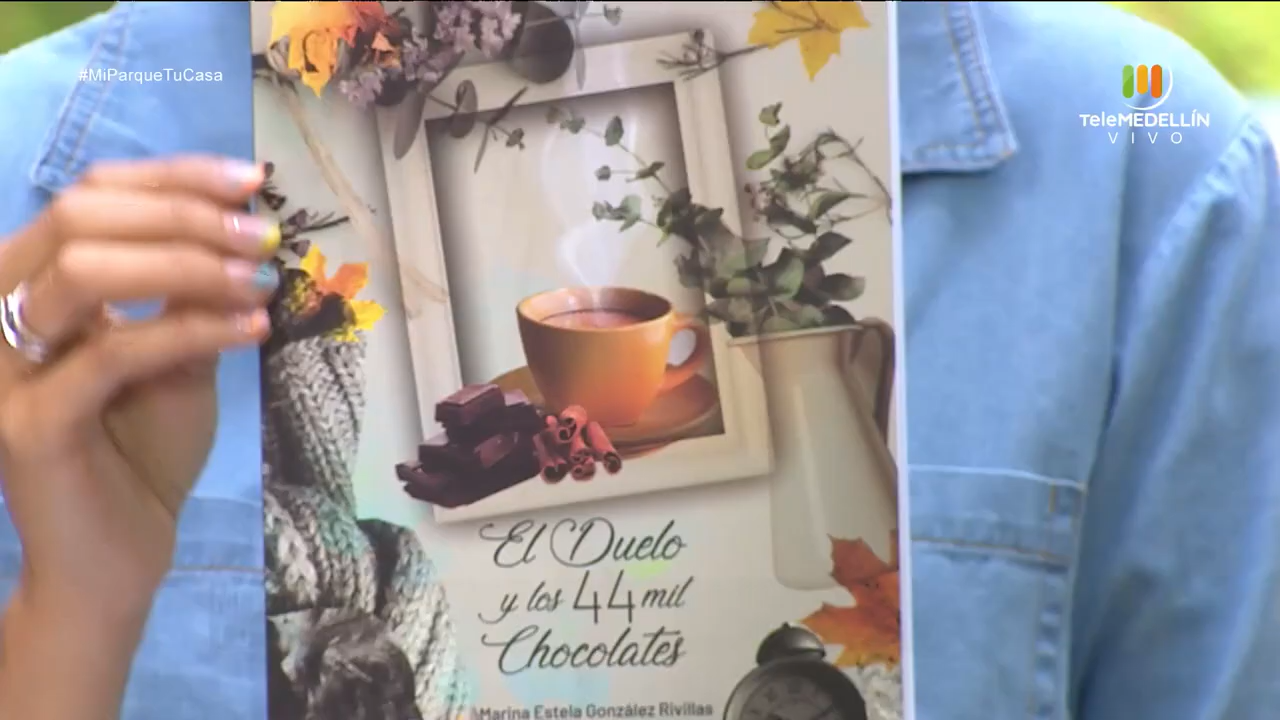 #MiParqueTuCasa
TeleMEDELLÍN
VIVO
El Duelo
y los 44 mil
Chocolates
Marina Estela González Rivillas